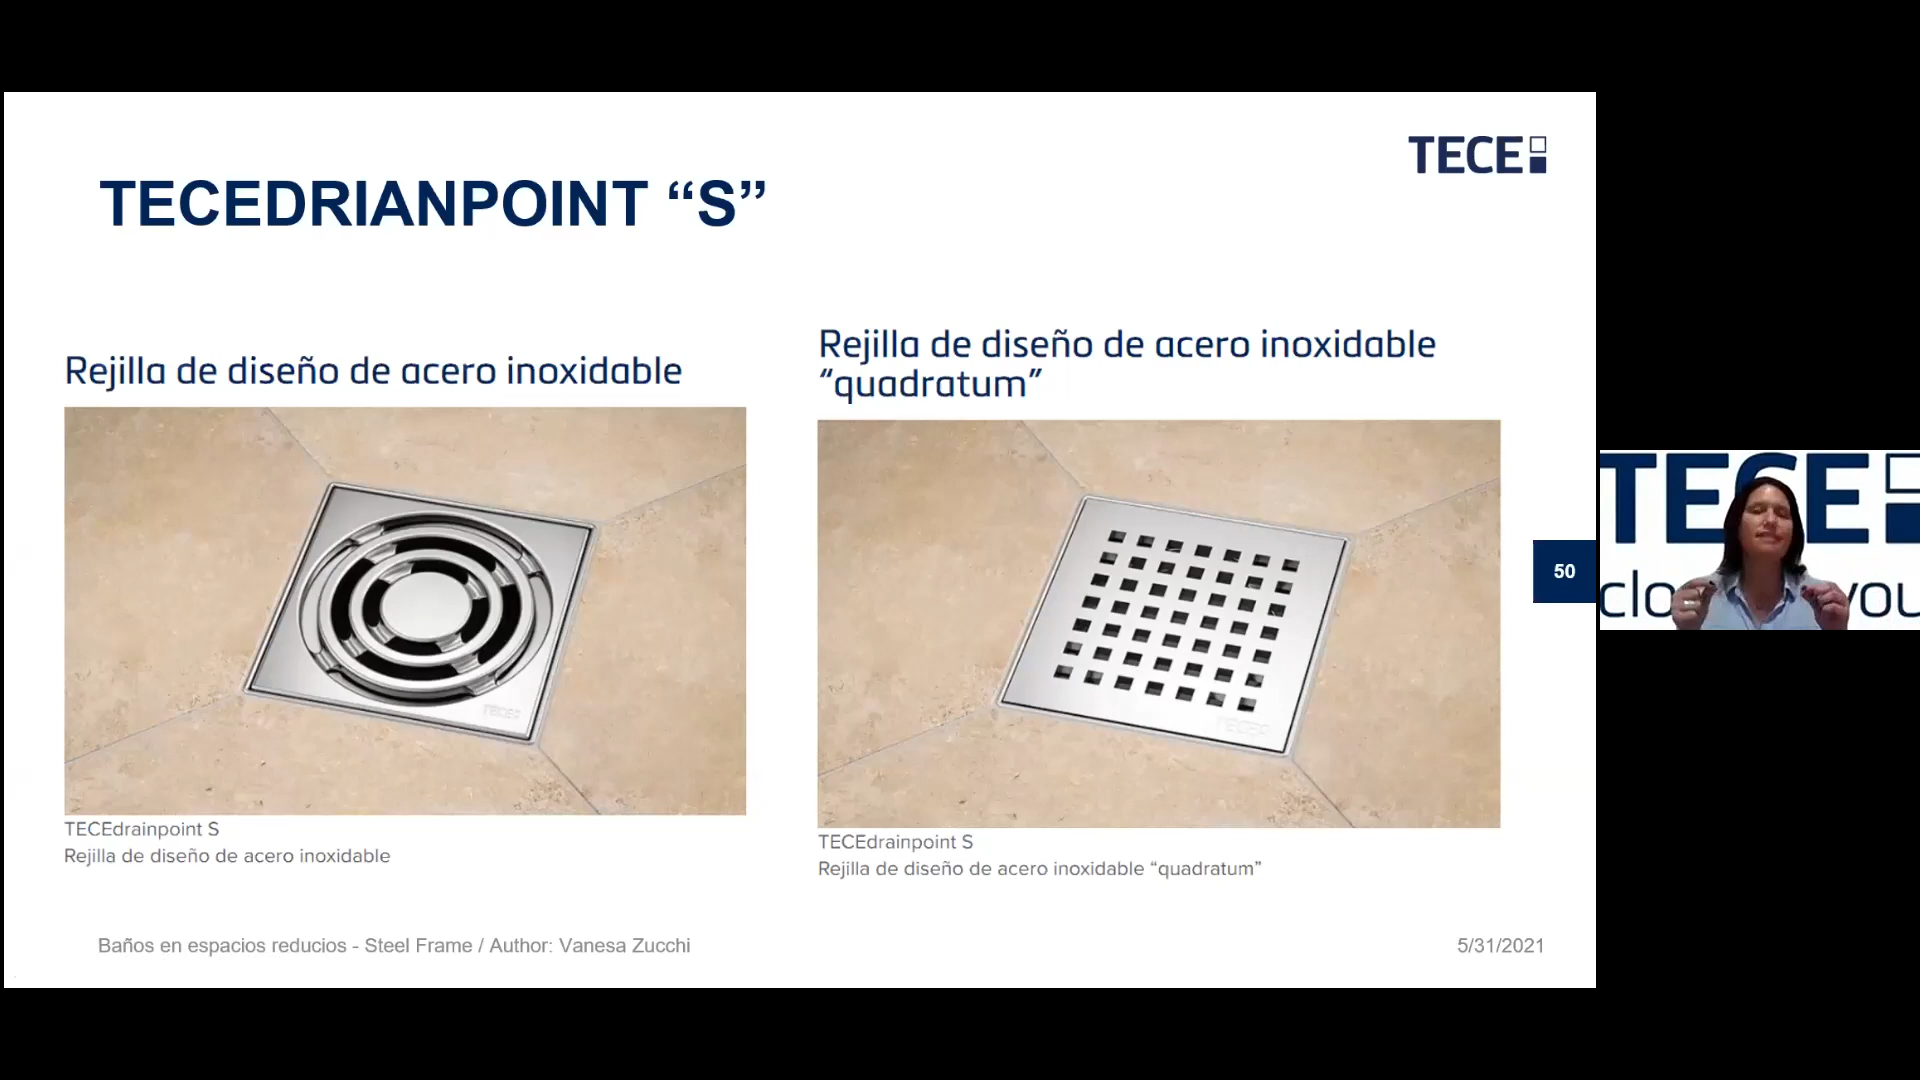 TECE
TECEDRIANPOINT “S”
Rejilla de diseño de acero inoxidable
Rejilla de diseño de acero inoxidable
“quadratum”
TECE
TECE
TECEdrainpoint S
Rejilla de diseño de acero inoxidable
TECEdrainpoint S
Rejilla de diseño de acero inoxidable “quadratum”
50
Baños en espacios reducios - Steel Frame / Author: Vanesa Zucchi
5/31/2021
TECE
clo
you